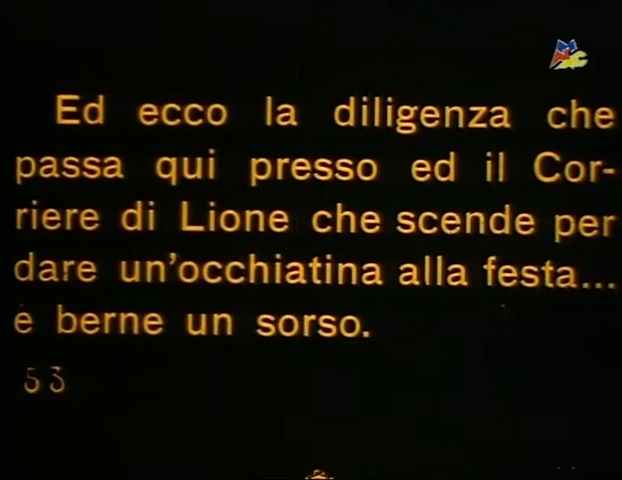 Ed ecco la diligenza che
passa qui presso ed il Cor-
riere di Lione che scende per
dare un'occhiatina alla festa...
e berne un sorso.
53